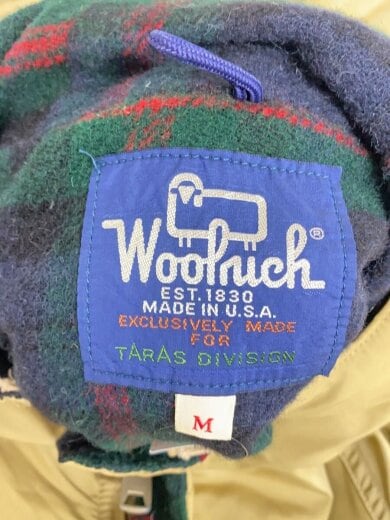 Woolrich®
EST. 1830
MADE IN U.S.A.
EXCLUSIVELY MADE
FOR
TARAS DIVISION
M